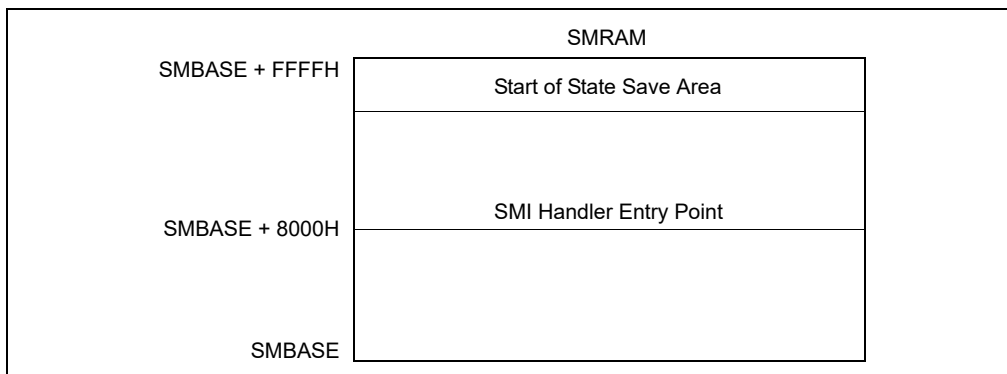 SMRAM
SMBASE + FFFFH
Start of State Save Area
SMI Handler Entry Point
SMBASE + 8000H
SMBASE